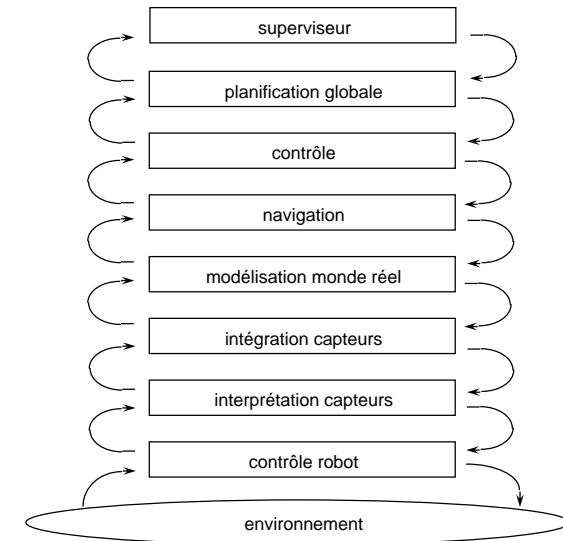 superviseur
planification globale
contrôle
navigation
modélisation monde réel
intégration capteurs
interprétation capteurs
contrôle robot
environnement